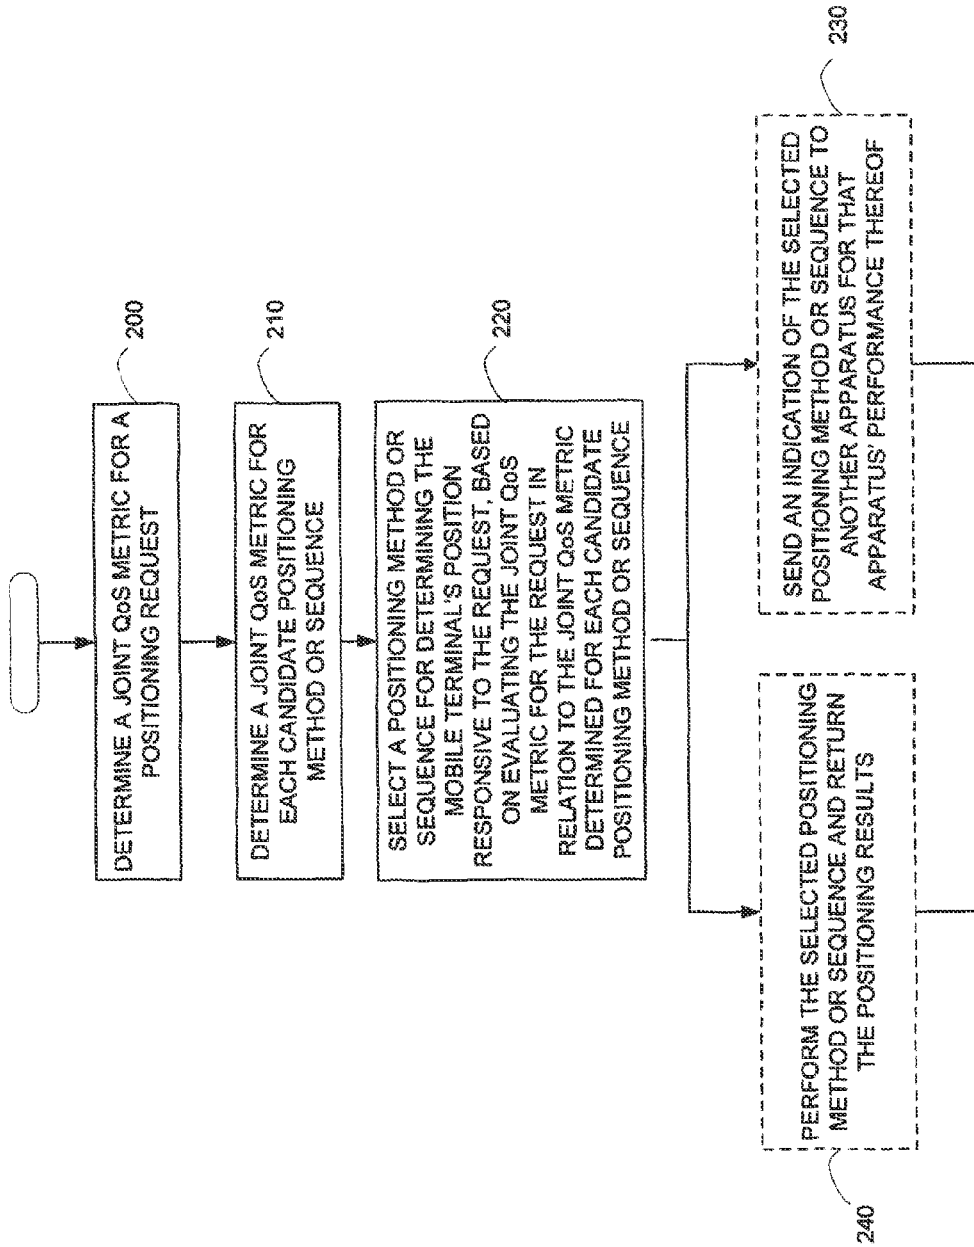 DETERMINE A JOINT QoS METRIC FOR A
POSITIONING REQUEST
200
DETERMINE A JOINT QoS METRIC FOR
EACH CANDIDATE POSITIONING
METHOD OR SEQUENCE
210
SELECT A POSITIONING METHOD OR
SEQUENCE FOR DETERMINING THE
MOBILE TERMINAL'S POSITION
RESPONSIVE TO THE REQUEST, BASED
ON EVALUATING THE JOINT QoS
METRIC FOR THE REQUEST IN
RELATION TO THE JOINT QoS METRIC
DETERMINED FOR EACH CANDIDATE
POSITIONING METHOD OR SEQUENCE
220
PERFORM THE SELECTED POSITIONING
METHOD OR SEQUENCE AND RETURN
THE POSITIONING RESULTS
240
SEND AN INDICATION OF THE SELECTED
POSITIONING METHOD OR SEQUENCE TO
ANOTHER APPARATUS FOR THAT
APPARATUS' PERFORMANCE THEREOF
230